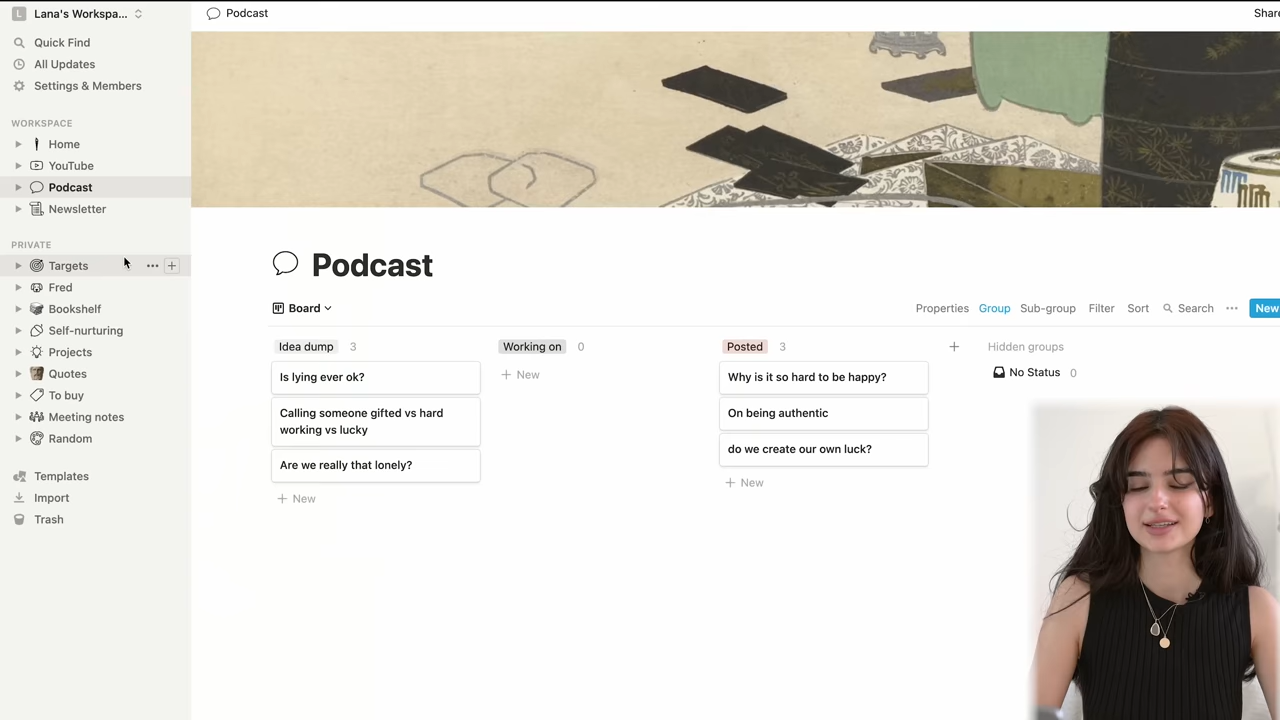 L Lana's Workspa...
Quick Find
All Updates
Settings & Members
WORKSPACE
Home
YouTube
Podcast
Newsletter
PRIVATE
Targets
Fred
Bookshelf
Self-nurturing
Projects
Quotes
To buy
Meeting notes
Random
Templates
Import
Trash
Podcast
Share
Podcast
Board
Properties Group Sub-group Filter Sort Search New
Idea dump 3
Is lying ever ok?
Calling someone gifted vs hard
working vs lucky
Are we really that lonely?
+ New
Working on 0
+ New
Posted 3
Why is it so hard to be happy?
On being authentic
do we create our own luck?
+ New
Hidden groups
No Status 0